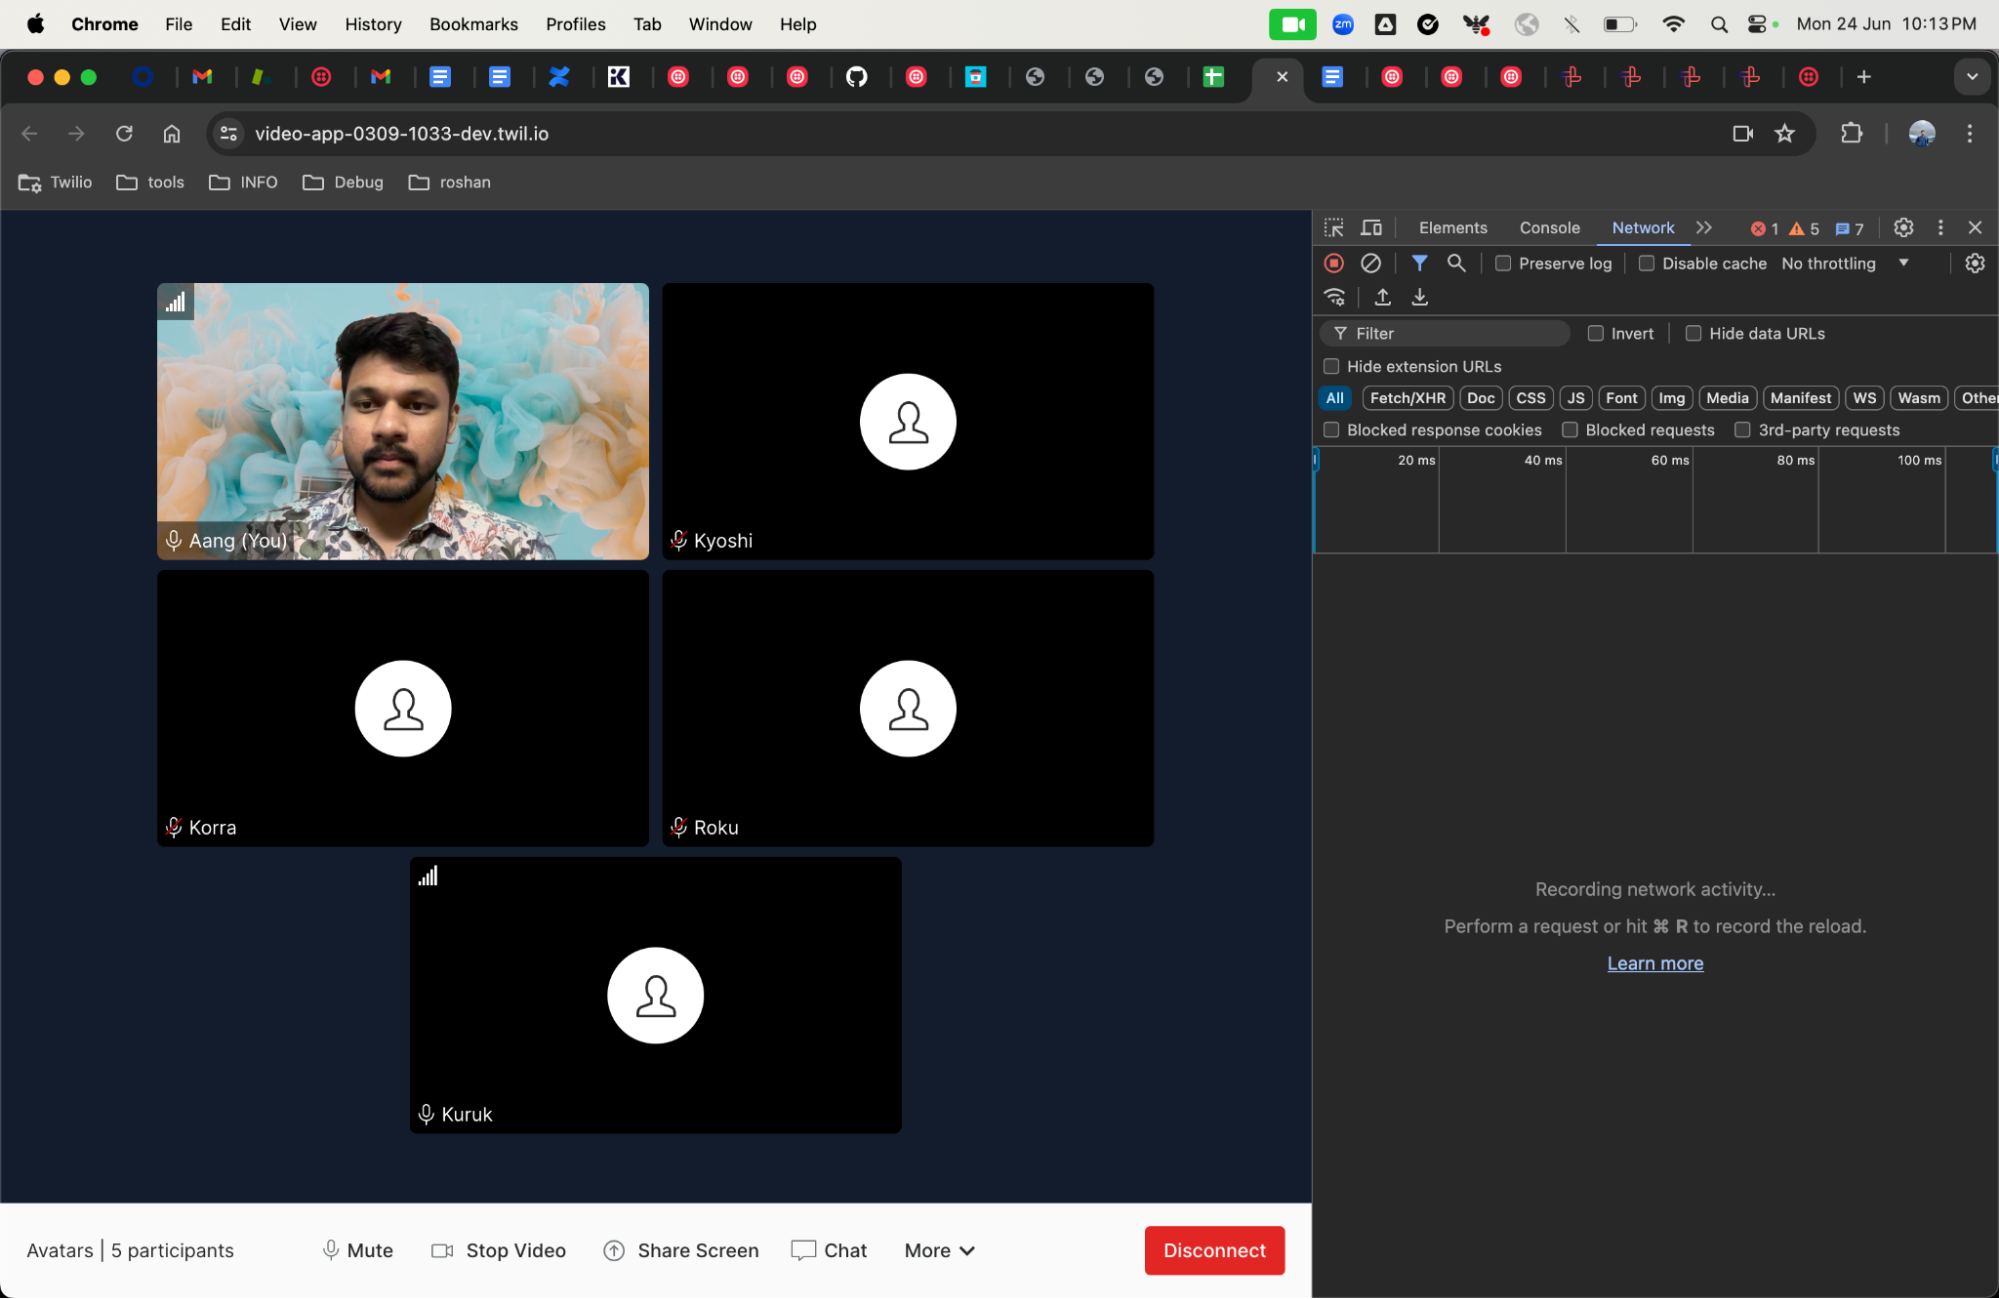 Chrome File Edit View History Bookmarks Profiles Tab Window Help zm Mon 24 Jun 10:13 PM
video-app-0309-1033-dev.twil.io
Twilio tools INFO Debug roshan
Elements Console Network 1 5 7
Preserve log Disable cache No throttling
Filter Invert Hide data URLs
Hide extension URLs
All Fetch/XHR Doc CSS JS Font Img Media Manifest WS Wasm Other
Blocked response cookies Blocked requests 3rd-party requests
20 ms 40 ms 60 ms 80 ms 100 ms
Aang (You)
Kyoshi
Korra
Roku
Kuruk
Recording network activity...
Perform a request or hit ⌘ R to record the reload.
Learn more
Avatars | 5 participants Mute Stop Video Share Screen Chat More Disconnect